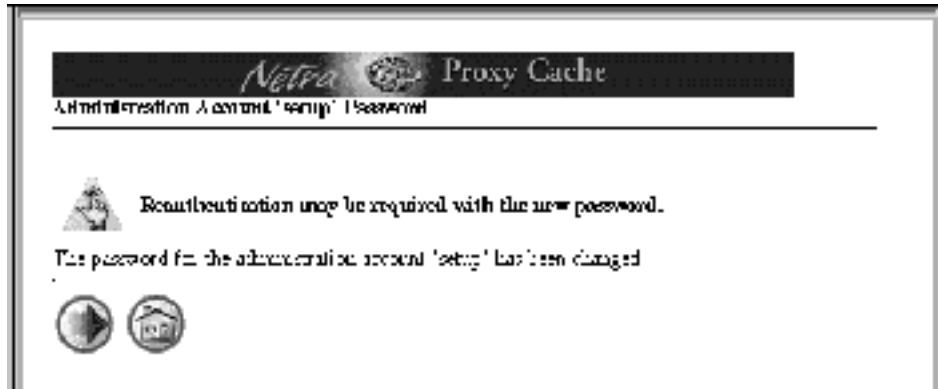 Netra Proxy Cache
Administration Account 'setup' Password
Reauthentication may be required with the new password.
The password for the administration account 'setup' has been changed
.